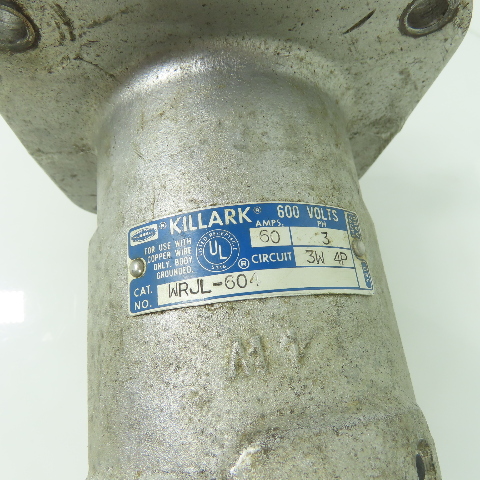 ® KILLARK® 600 VOLTS
AMPS. PH
FOR USE WITH
COPPER WIRE
ONLY. BODY
GROUNDED.
UL
®
60 3
CIRCUIT 3W 4P
CAT.
NO. WRJL-604